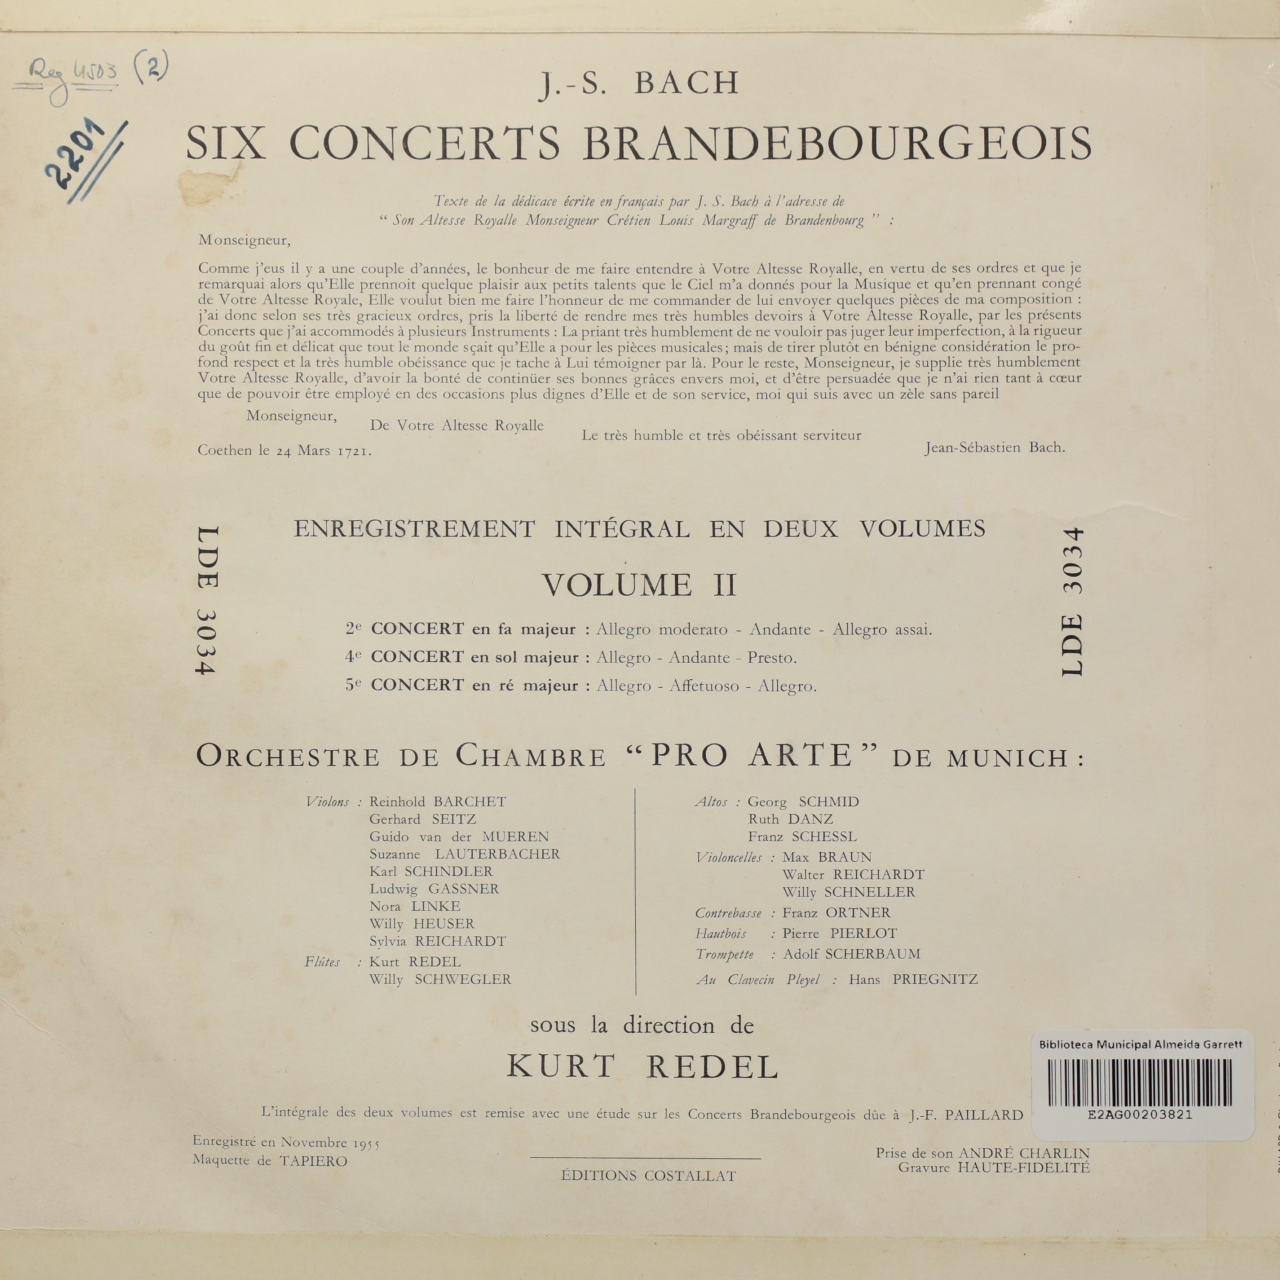 Reg 4503 (2)
2201
J.-S. BACH
SIX CONCERTS BRANDEBOURGEOIS
Texte de la dédicace écrite en français par J. S. Bach à l'adresse de
“ Son Altesse Royalle Monseigneur Crétien Louis Margraff de Brandenbourg ” :
Monseigneur,
Comme j'eus il y a une couple d'années, le bonheur de me faire entendre à Votre Altesse Royalle, en vertu de ses ordres et que je
remarquai alors qu'Elle prennoit quelque plaisir aux petits talents que le Ciel m'a donnés pour la Musique et qu'en prennant congé
de Votre Altesse Royale, Elle voulut bien me faire l'honneur de me commander de lui envoyer quelques pièces de ma composition :
j'ai donc selon ses très gracieux ordres, pris la liberté de rendre mes très humbles devoirs à Votre Altesse Royalle, par les présents
Concerts que j'ai accommodés à plusieurs Instruments : La priant très humblement de ne vouloir pas juger leur imperfection, à la rigueur
du goût fin et délicat que tout le monde sçait qu'Elle a pour les pièces musicales ; mais de tirer plutôt en bénigne considération le pro-
fond respect et la très humble obéissance que je tache à Lui témoigner par là. Pour le reste, Monseigneur, je supplie très humblement
Votre Altesse Royalle, d'avoir la bonté de continüer ses bonnes grâces envers moi, et d'être persuadée que je n'ai rien tant à cœur
que de pouvoir être employé en des occasions plus dignes d'Elle et de son service, moi qui suis avec un zèle sans pareil
Monseigneur,
De Votre Altesse Royalle
Le très humble et très obéissant serviteur
Jean-Sébastien Bach.
Coethen le 24 Mars 1721.
LDE 3034
ENREGISTREMENT INTÉGRAL EN DEUX VOLUMES
LDE 3034
VOLUME II
2e CONCERT en fa majeur : Allegro moderato - Andante - Allegro assai.
4e CONCERT en sol majeur : Allegro - Andante - Presto.
5e CONCERT en ré majeur : Allegro - Affetuoso - Allegro.
ORCHESTRE DE CHAMBRE “PRO ARTE” DE MUNICH :
Violons : Reinhold BARCHET
Gerhard SEITZ
Guido van der MUEREN
Suzanne LAUTERBACHER
Karl SCHINDLER
Ludwig GASSNER
Nora LINKE
Willy HEUSER
Sylvia REICHARDT
Flûtes : Kurt REDEL
Willy SCHWEGLER
Altos : Georg SCHMID
Ruth DANZ
Franz SCHESSL
Violoncelles : Max BRAUN
Walter REICHARDT
Willy SCHNELLER
Contrebasse : Franz ORTNER
Hautbois : Pierre PIERLOT
Trompette : Adolf SCHERBAUM
Au Clavecin Pleyel : Hans PRIEGNITZ
sous la direction de
KURT REDEL
L'intégrale des deux volumes est remise avec une étude sur les Concerts Brandebourgeois dûe à J.-F. PAILLARD
Enregistré en Novembre 1955
Maquette de TAPIERO
ÉDITIONS COSTALLAT
Prise de son ANDRÉ CHARLIN
Gravure HAUTE-FIDÉLITÉ
Biblioteca Municipal Almeida Garrett
E2AG00203821